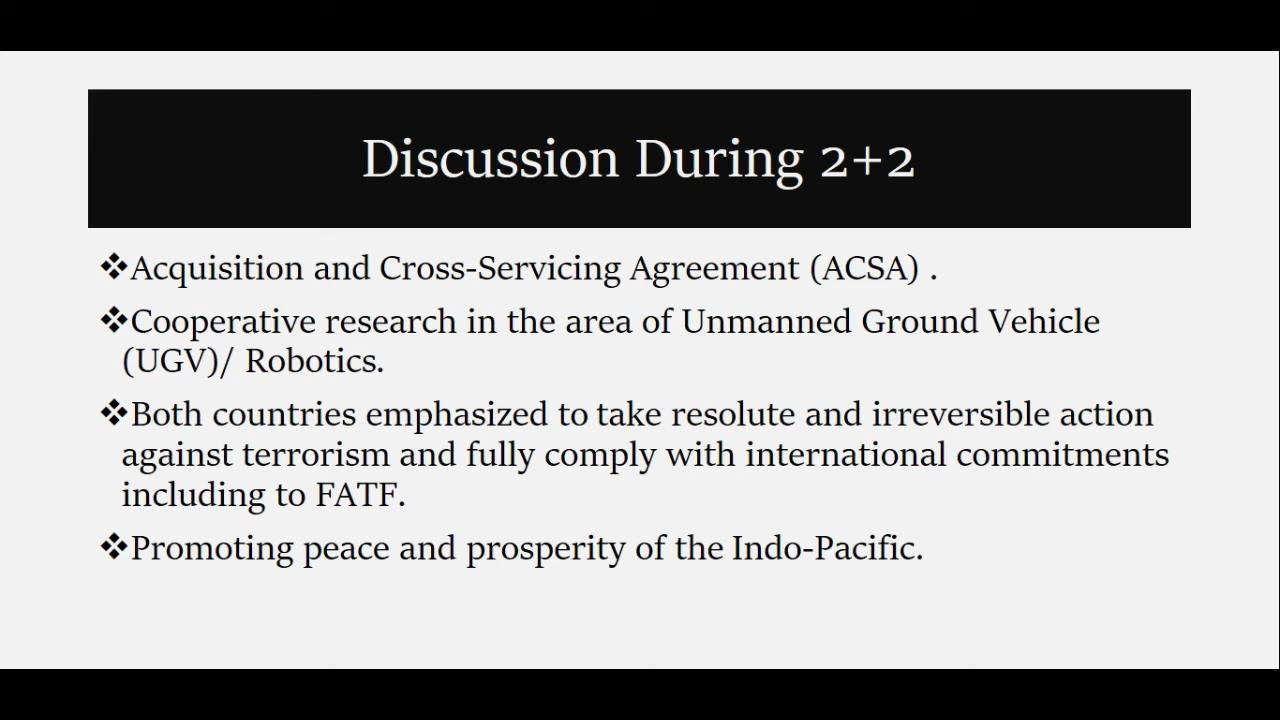 Discussion During 2+2
❖Acquisition and Cross-Servicing Agreement (ACSA) .
❖Cooperative research in the area of Unmanned Ground Vehicle
(UGV)/ Robotics.
❖Both countries emphasized to take resolute and irreversible action
against terrorism and fully comply with international commitments
including to FATF.
❖Promoting peace and prosperity of the Indo-Pacific.